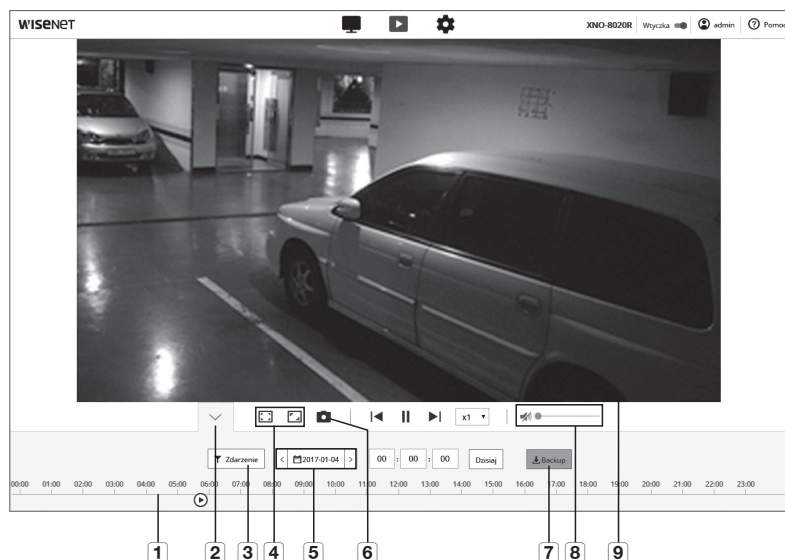 WISENET XNO-8020R Wtyczka admin Pomoc
x1
Zdarzenie 2017-01-04 00 : 00 : 00 Dzisiaj Backup
00:00 01:00 02:00 03:00 04:00 05:00 06:00 07:00 08:00 09:00 10:00 11:00 12:00 13:00 14:00 15:00 16:00 17:00 18:00 19:00 20:00 21:00 22:00 23:00
1 2 3 4 5 6 7 8 9